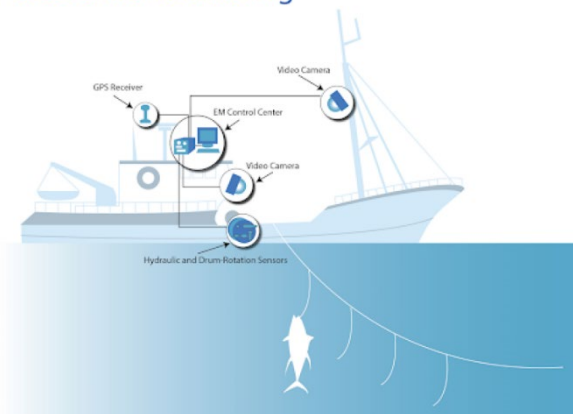 Video Camera
GPS Receiver
EM Control Center
Video Camera
Hydraulic and Drum-Rotation Sensors